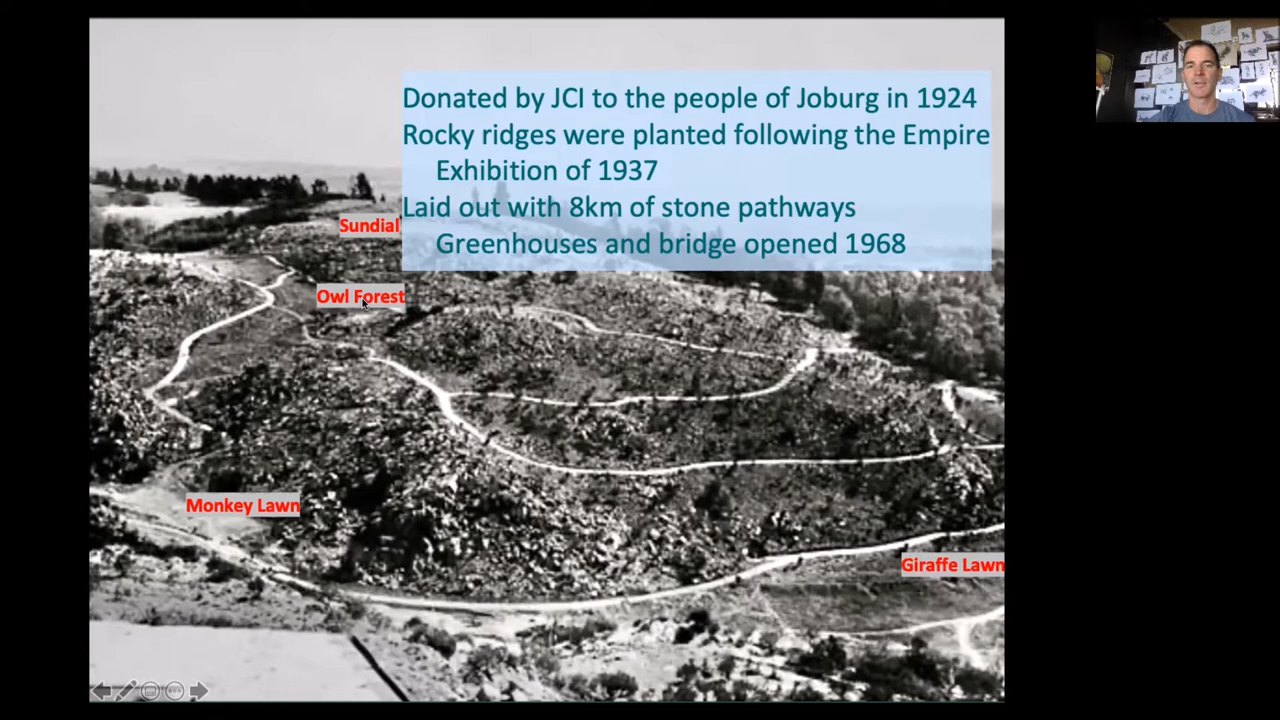 Donated by JCI to the people of Joburg in 1924
Rocky ridges were planted following the Empire
Exhibition of 1937
Laid out with 8km of stone pathways
Greenhouses and bridge opened 1968
Sundial
Owl Forest
Monkey Lawn
Giraffe Lawn